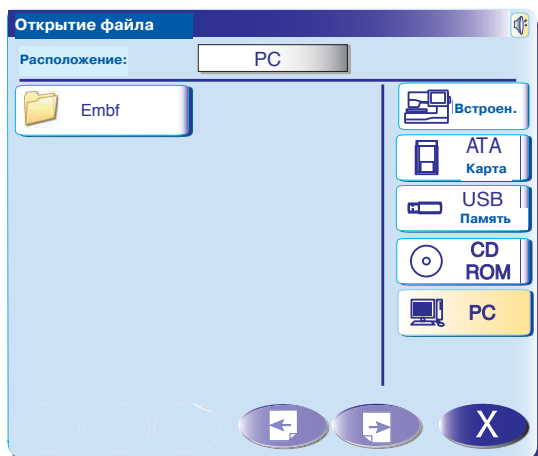 Открытие файла
Расположение:
PC
Embf
Встроен.
ATA
Карта
USB
Память
CD
ROM
PC
X